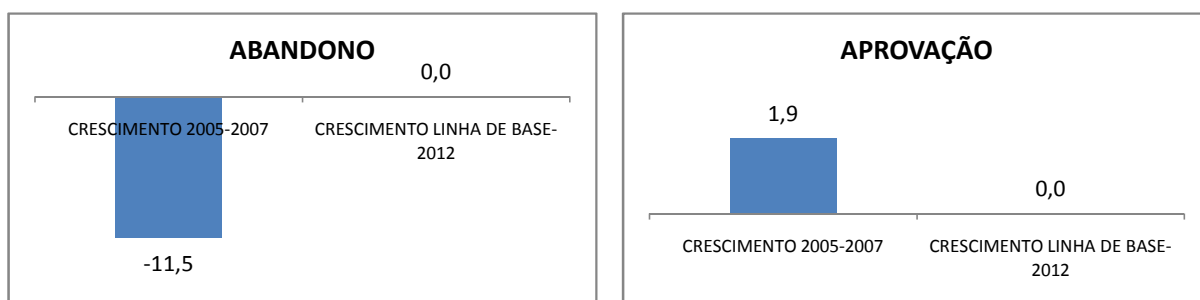 ABANDONO
0,0
CRESCIMENTO 2005-2007
CRESCIMENTO LINHA DE BASE-
2012
-11,5
APROVAÇÃO
1,9
0,0
CRESCIMENTO 2005-2007
CRESCIMENTO LINHA DE BASE-
2012